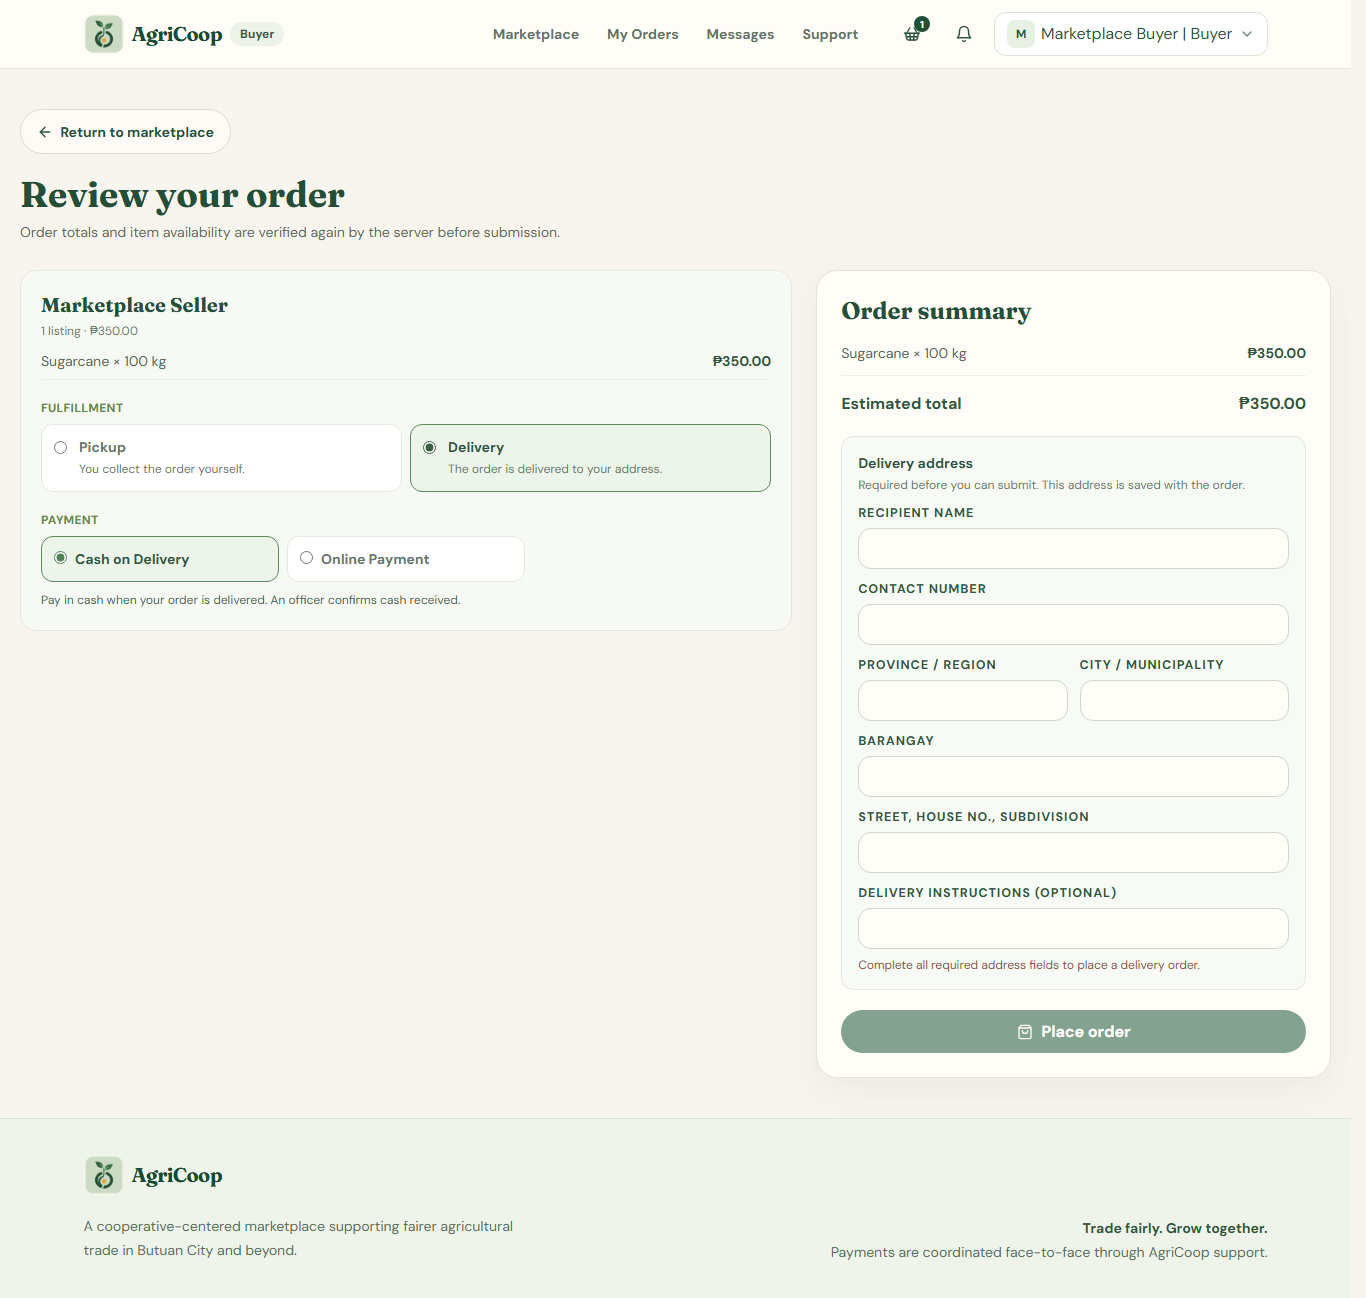 AgriCoop Buyer Marketplace My Orders Messages Support 1 M Marketplace Buyer | Buyer
Return to marketplace
Review your order
Order totals and item availability are verified again by the server before submission.
Marketplace Seller
1 listing · ₱350.00
Sugarcane × 100 kg ₱350.00
FULFILLMENT
Pickup
You collect the order yourself.
Delivery
The order is delivered to your address.
PAYMENT
Cash on Delivery
Online Payment
Pay in cash when your order is delivered. An officer confirms cash received.
Order summary
Sugarcane × 100 kg ₱350.00
Estimated total ₱350.00
Delivery address
Required before you can submit. This address is saved with the order.
RECIPIENT NAME
CONTACT NUMBER
PROVINCE / REGION CITY / MUNICIPALITY
BARANGAY
STREET, HOUSE NO., SUBDIVISION
DELIVERY INSTRUCTIONS (OPTIONAL)
Complete all required address fields to place a delivery order.
Place order
AgriCoop
A cooperative-centered marketplace supporting fairer agricultural
trade in Butuan City and beyond.
Trade fairly. Grow together.
Payments are coordinated face-to-face through AgriCoop support.